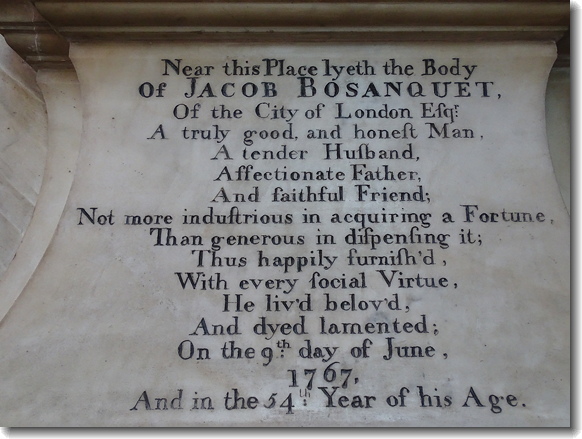 Near this Place lyeth the Body
Of JACOB BOSANQUET,
Of the City of London Eſqr.
A truly good, and honeſt Man,
A tender Huſband,
Affectionate Father,
And faithful Friend;
Not more induſtrious in acquiring a Fortune,
Than generous in diſpenſing it;
Thus happily furniſh'd,
With every ſocial Virtue,
He liv'd belov'd,
And dyed lamented;
On the 9th day of June,
1767,
And in the 54th Year of his Age.